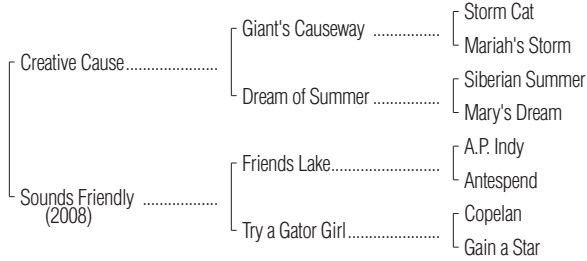 Storm Cat
Giant's Causeway ................
Mariah's Storm
Creative Cause......................
Siberian Summer
Dream of Summer ................
Mary's Dream
A.P. Indy
Friends Lake..........................
Antespend
Sounds Friendly ..................
(2008)
Copelan
Try a Gator Girl......................
Gain a Star